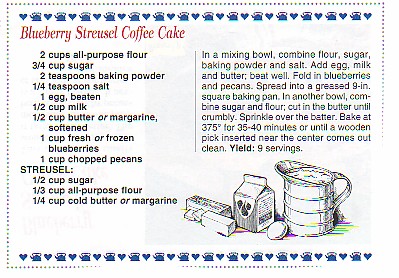 Blueberry Streusel Coffee Cake
2 cups all-purpose flour
3/4 cup sugar
2 teaspoons baking powder
1/4 teaspoon salt
1 egg, beaten
1/2 cup milk
1/2 cup butter or margarine,
softened
1 cup fresh or frozen
blueberries
1 cup chopped pecans
STREUSEL:
1/2 cup sugar
1/3 cup all-purpose flour
1/4 cup cold butter or margarine
In a mixing bowl, combine flour, sugar,
baking powder and salt. Add egg, milk
and butter; beat well. Fold in blueberries
and pecans. Spread into a greased 9-in.
square baking pan. In another bowl, com-
bine sugar and flour; cut in the butter until
crumbly. Sprinkle over the batter. Bake at
375° for 35-40 minutes or until a wooden
pick inserted near the center comes out
clean. Yield: 9 servings.